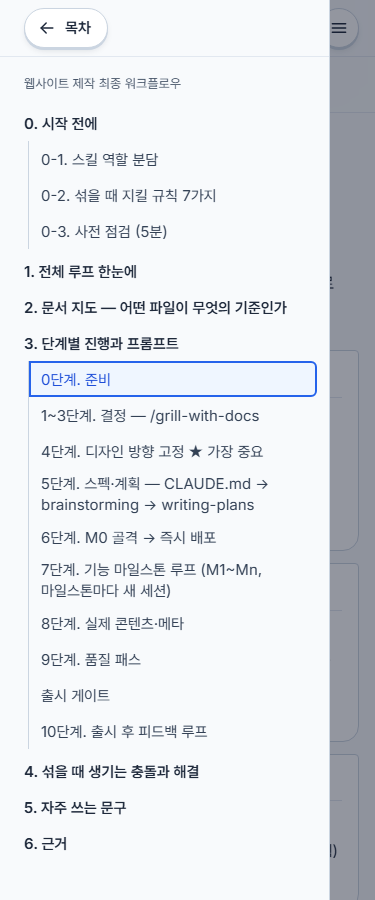 목차
웹사이트 제작 최종 워크플로우
0. 시작 전에
0-1. 스킬 역할 분담
0-2. 섞을 때 지킬 규칙 7가지
0-3. 사전 점검 (5분)
1. 전체 루프 한눈에
2. 문서 지도 — 어떤 파일이 무엇의 기준인가
3. 단계별 진행과 프롬프트
0단계. 준비
1~3단계. 결정 — /grill-with-docs
4단계. 디자인 방향 고정 ★ 가장 중요
5단계. 스펙·계획 — CLAUDE.md →
brainstorming → writing-plans
6단계. M0 골격 → 즉시 배포
7단계. 기능 마일스톤 루프 (M1~Mn,
마일스톤마다 새 세션)
8단계. 실제 콘텐츠·메타
9단계. 품질 패스
출시 게이트
10단계. 출시 후 피드백 루프
4. 섞을 때 생기는 충돌과 해결
5. 자주 쓰는 문구
6. 근거